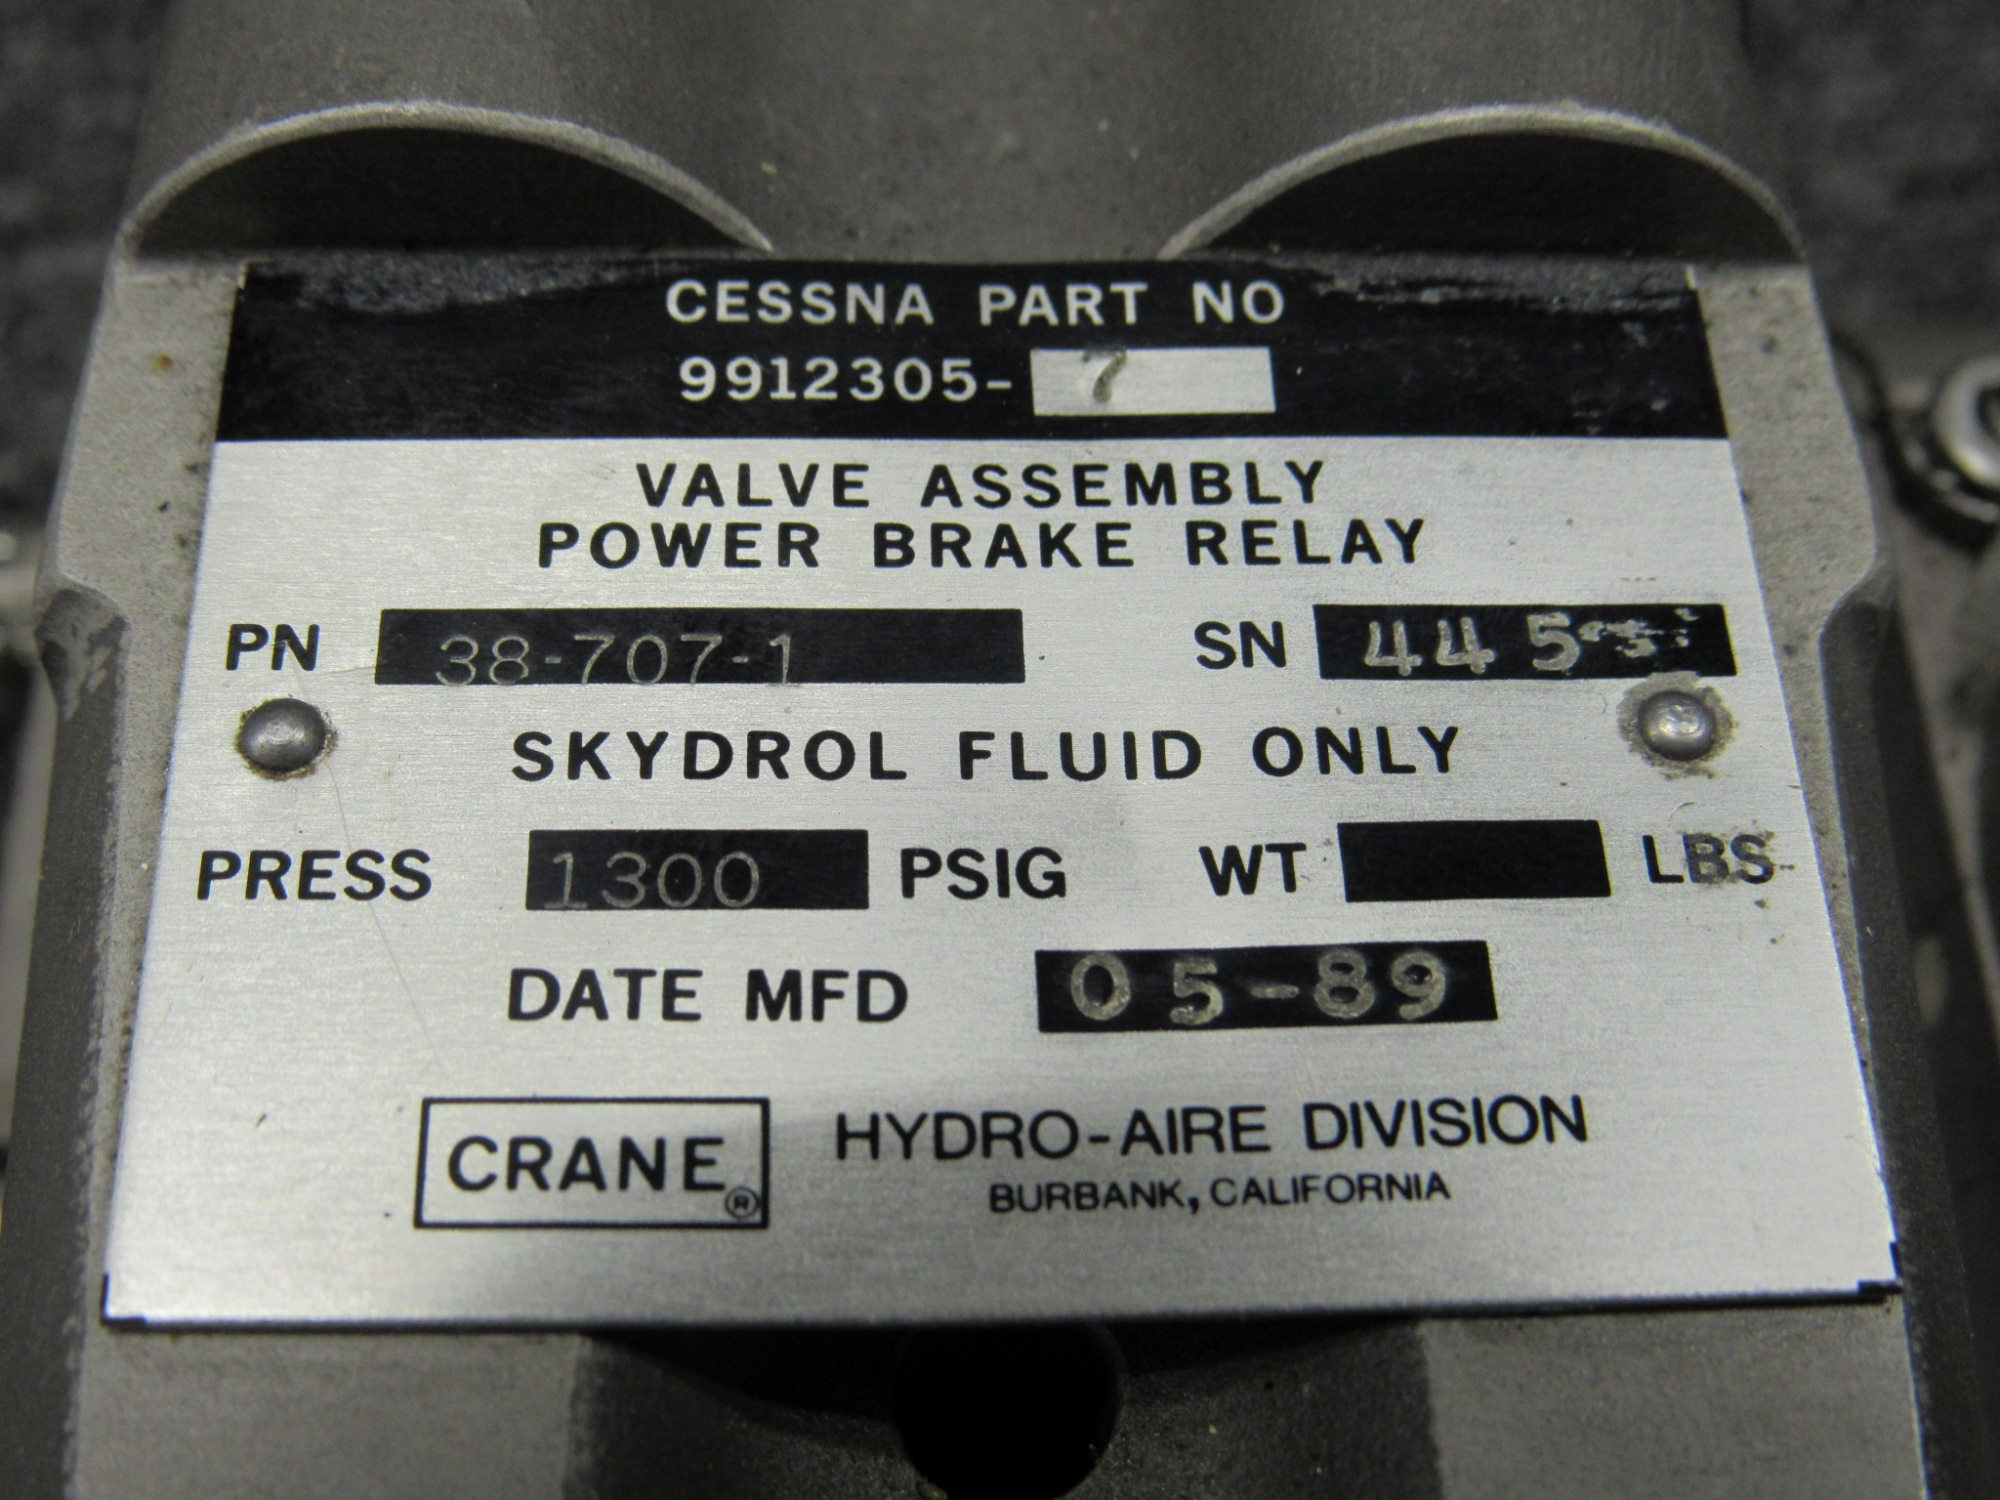 CESSNA PART NO
9912305-7
VALVE ASSEMBLY
POWER BRAKE RELAY
PN 38-707-1 SN 445
SKYDROL FLUID ONLY
PRESS 1300 PSIG WT LBS
DATE MFD 05-89
CRANE® HYDRO-AIRE DIVISION
BURBANK, CALIFORNIA